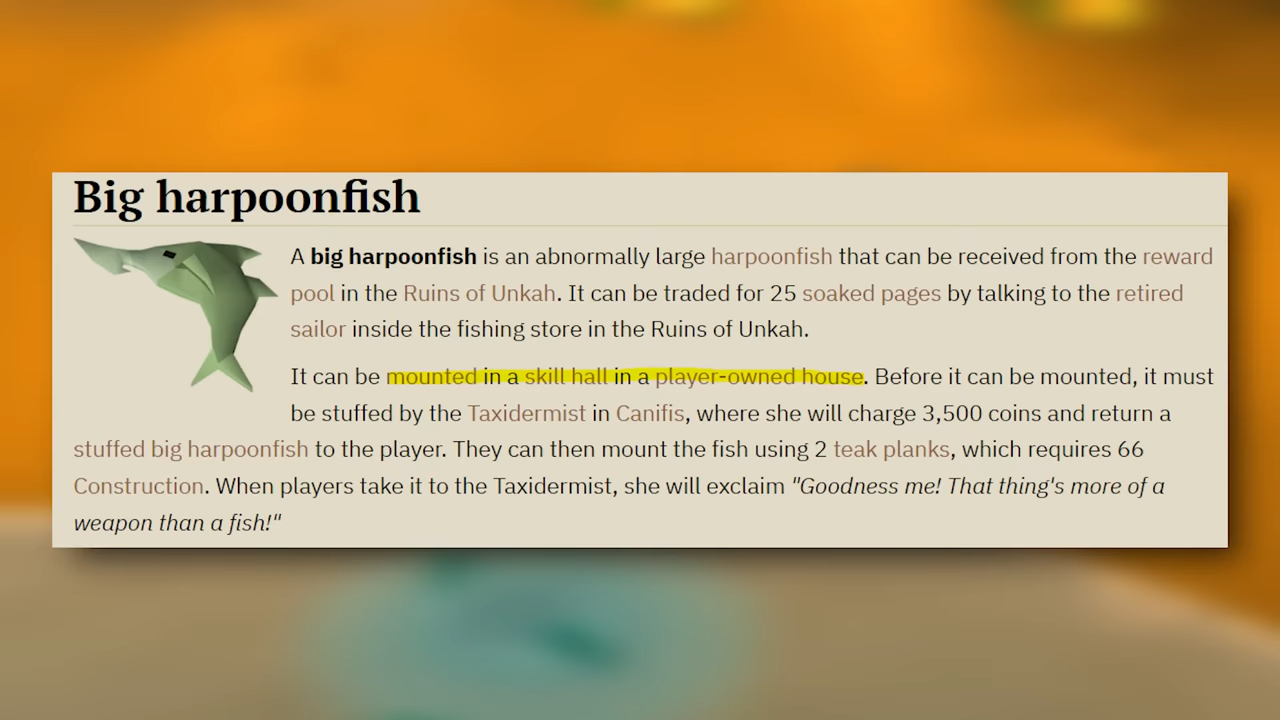 Big harpoonfish
A big harpoonfish is an abnormally large harpoonfish that can be received from the reward
pool in the Ruins of Unkah. It can be traded for 25 soaked pages by talking to the retired
sailor inside the fishing store in the Ruins of Unkah.
It can be mounted in a skill hall in a player-owned house. Before it can be mounted, it must
be stuffed by the Taxidermist in Canifis, where she will charge 3,500 coins and return a
stuffed big harpoonfish to the player. They can then mount the fish using 2 teak planks, which requires 66
Construction. When players take it to the Taxidermist, she will exclaim "Goodness me! That thing's more of a
weapon than a fish!"